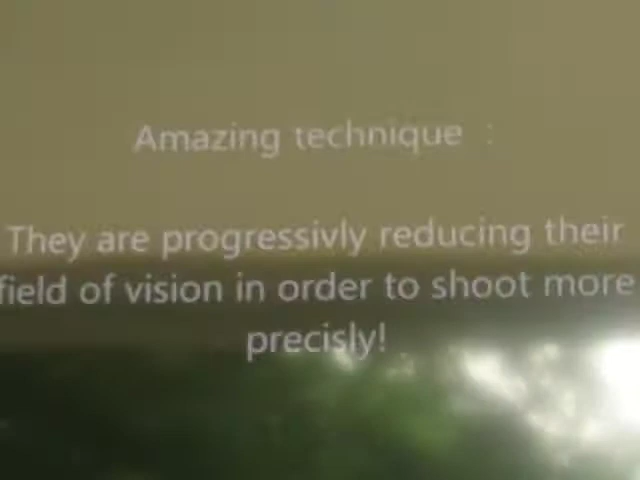 Amazing technique :
They are progressivly reducing their
field of vision in order to shoot more
precisly!